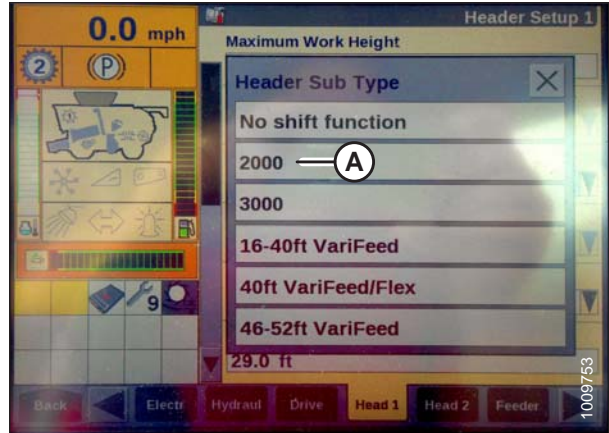 0.0 mph
Header Setup 1
Maximum Work Height
2
(P)
Header Sub Type
No shift function
2000
A
3000
16-40ft VariFeed
40ft VariFeed/Flex
46-52ft VariFeed
9
29.0 ft
Back
Electr
Hydraul
Drive
Head 1
Head 2
Feeder
1009753